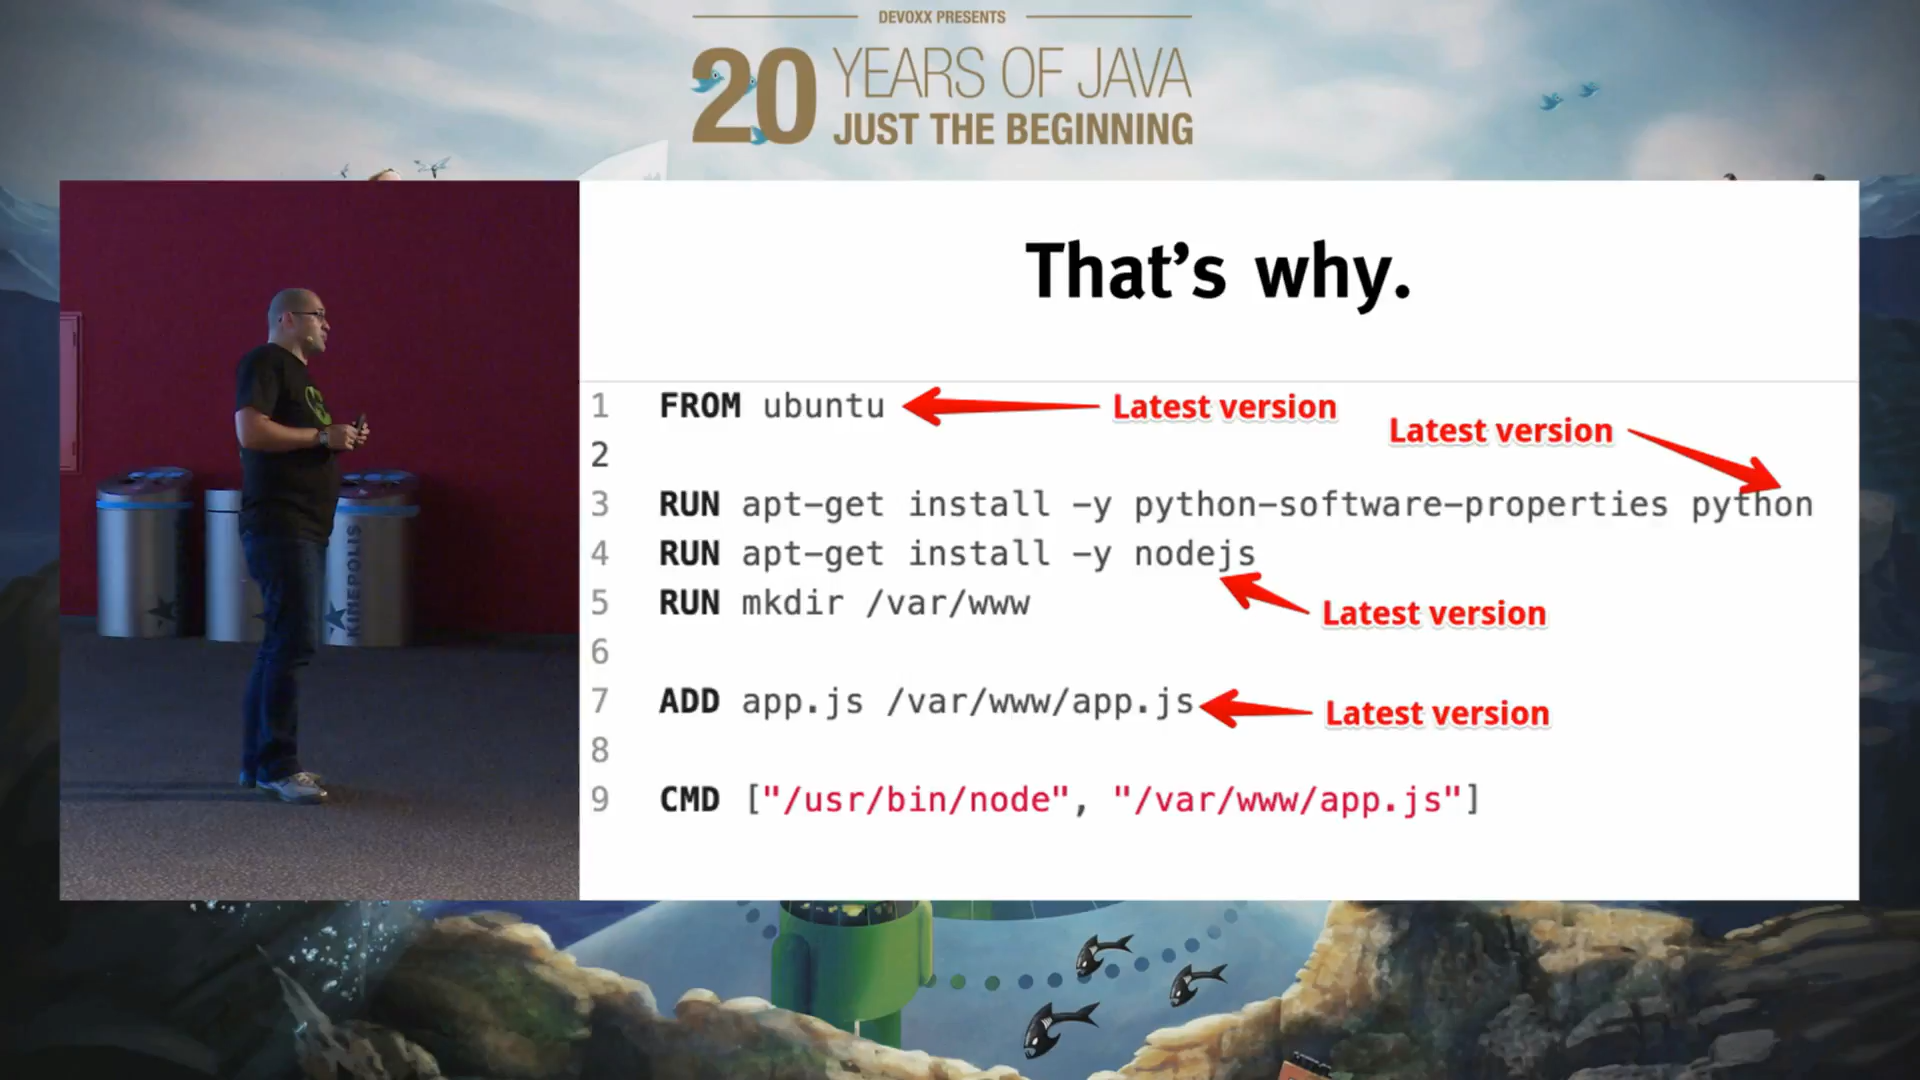 DEVOXX PRESENTS
20 YEARS OF JAVA
JUST THE BEGINNING
That's why.
1 FROM ubuntu
Latest version
Latest version
2
3 RUN apt-get install -y python-software-properties python
4 RUN apt-get install -y nodejs
5 RUN mkdir /var/www
Latest version
6
7 ADD app.js /var/www/app.js
Latest version
8
9 CMD ["/usr/bin/node", "/var/www/app.js"]
KINEPOLIS